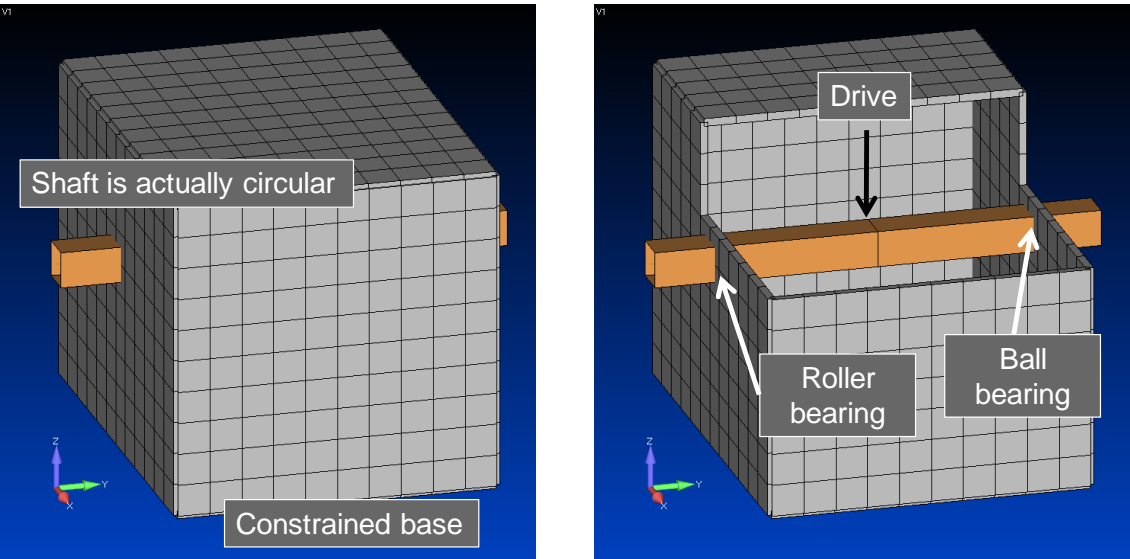 V1
Shaft is actually circular
Constrained base
Z
Y
X
V1
Drive
Roller
bearing
Ball
bearing
Z
Y
X